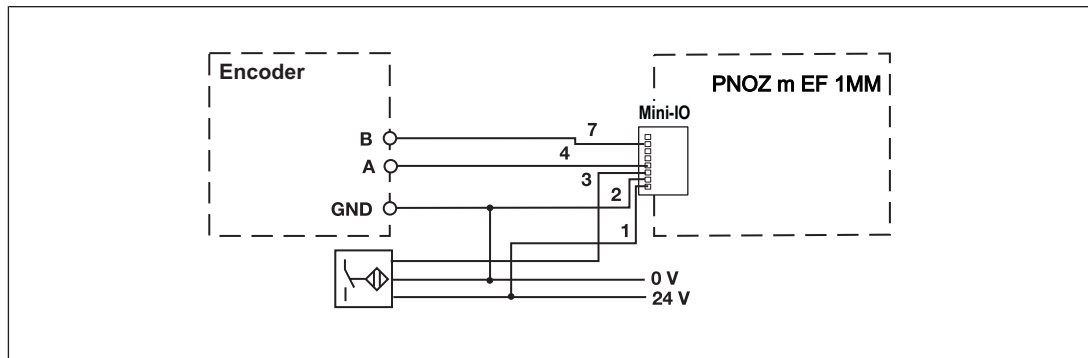 Encoder
PNOZ m EF 1MM
Mini-IO
B
7
A
4
3
GND
2
1
0 V
24 V